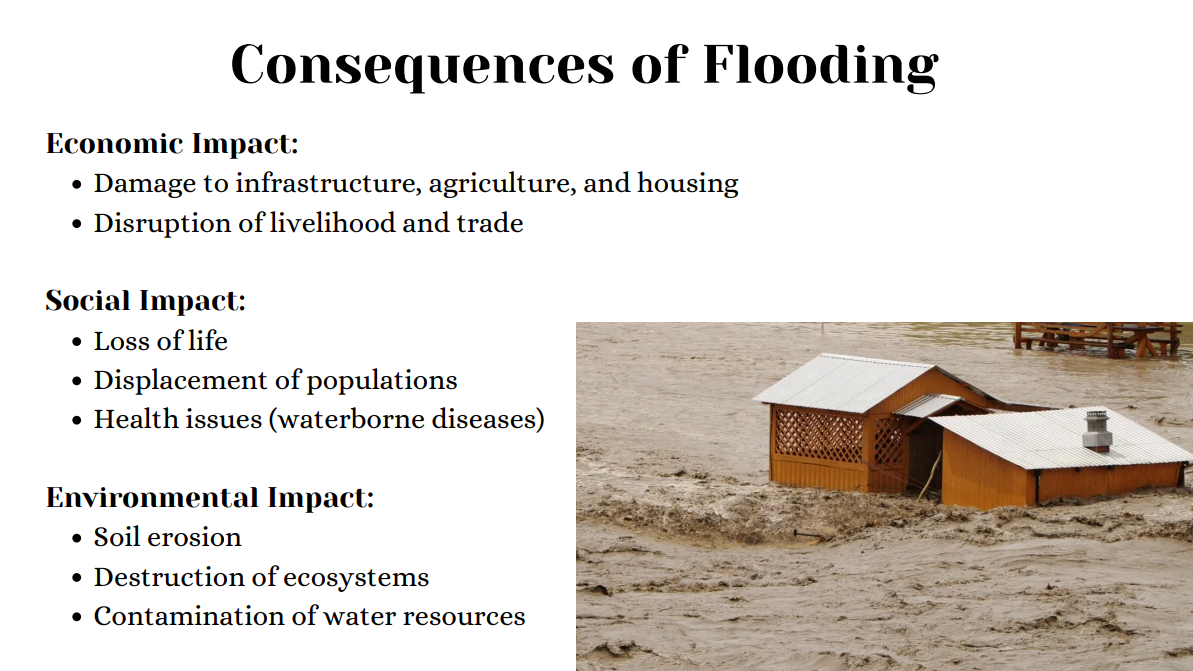 Consequences of Flooding
Economic Impact:
• Damage to infrastructure, agriculture, and housing
• Disruption of livelihood and trade
Social Impact:
• Loss of life
• Displacement of populations
• Health issues (waterborne diseases)
Environmental Impact:
• Soil erosion
• Destruction of ecosystems
• Contamination of water resources